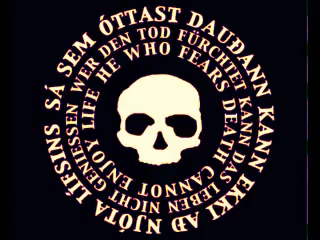 SÁ SEM ÓTTAST DAUÐANN KANN EKKI AÐ NJÓTA LÍFSINS
WER DEN TOD FÜRCHTET KANN DAS LEBEN NICHT GENIESSEN
HE WHO FEARS DEATH CANNOT ENJOY LIFE